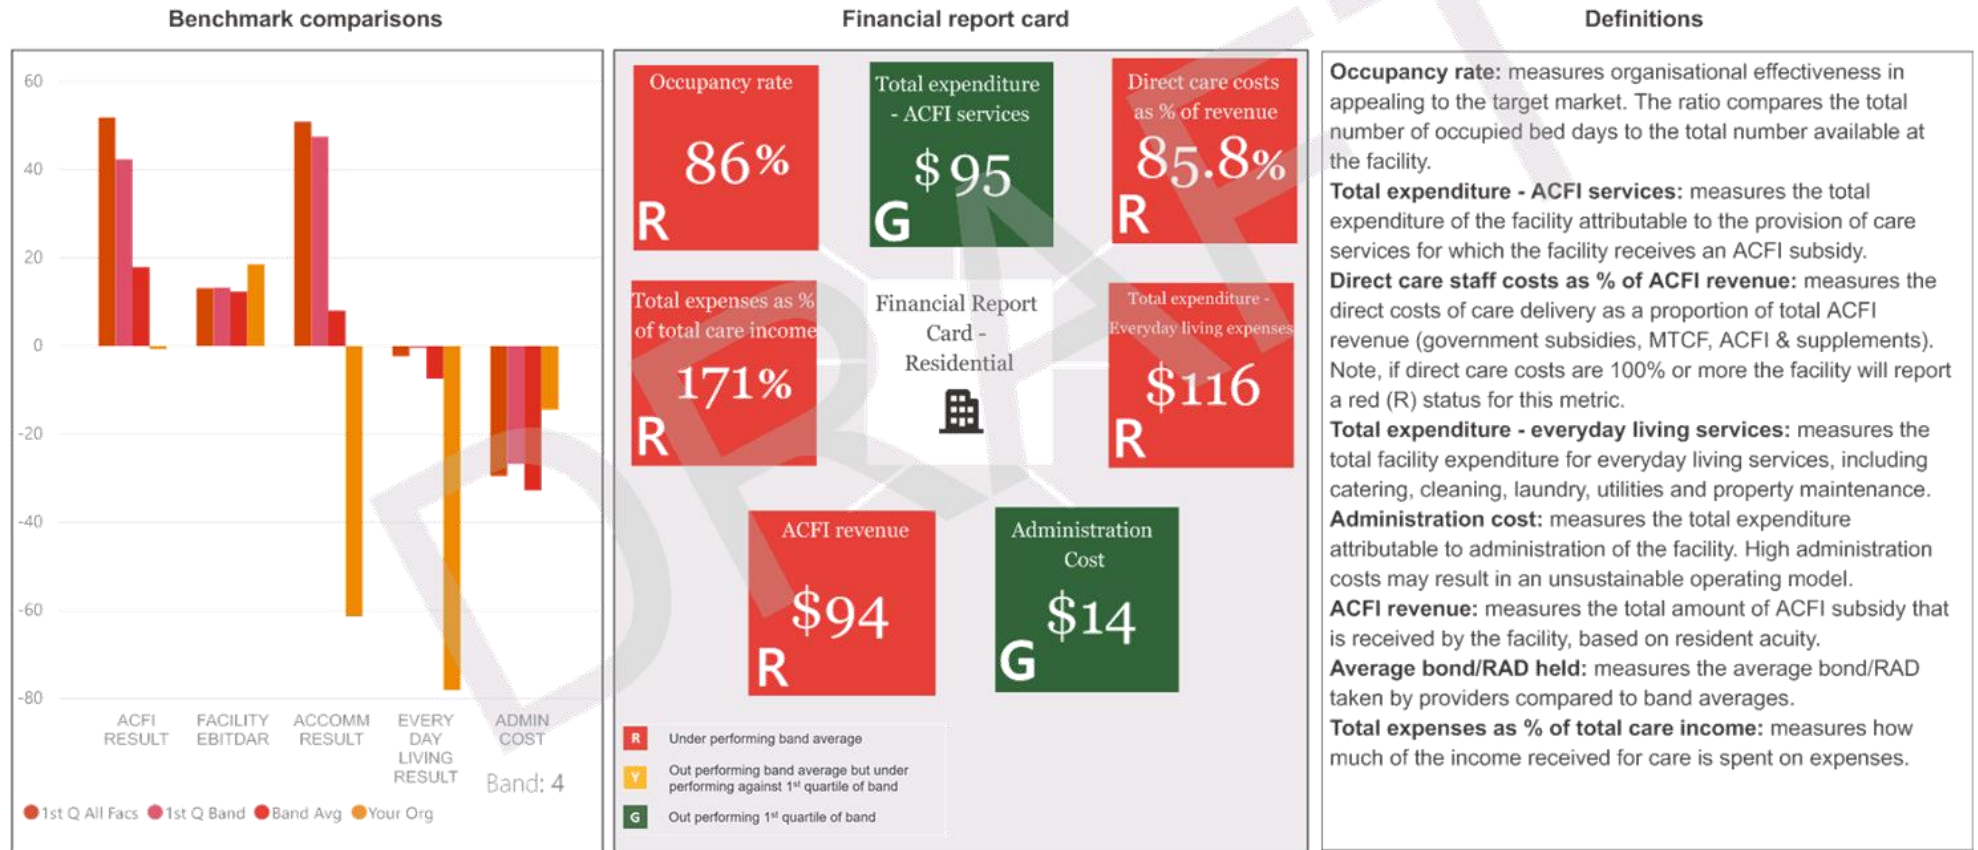 Benchmark comparisons
60
40
20
0
-20
-40
-60
-80
ACFI
RESULT
FACILITY
EBITDAR
ACCOMM
RESULT
EVERY
DAY
LIVING
RESULT
ADMIN
COST
Band: 4
1st Q All Facs
1st Q Band
Band Avg
Your Org
Financial report card
Occupancy rate
86%
R
Total expenditure
- ACFI services
$95
G
Direct care costs
as % of revenue
85.8%
R
Total expenses as %
of total care income
171%
R
Financial Report
Card -
Residential
Total expenditure -
Everyday living expenses
$116
R
ACFI revenue
$94
R
Administration
Cost
$14
G
R Under performing band average
Y Out performing band average but under
performing against 1st quartile of band
G Out performing 1st quartile of band
Definitions
Occupancy rate: measures organisational effectiveness in
appealing to the target market. The ratio compares the total
number of occupied bed days to the total number available at
the facility.
Total expenditure - ACFI services: measures the total
expenditure of the facility attributable to the provision of care
services for which the facility receives an ACFI subsidy.
Direct care staff costs as % of ACFI revenue: measures the
direct costs of care delivery as a proportion of total ACFI
revenue (government subsidies, MTCF, ACFI & supplements).
Note, if direct care costs are 100% or more the facility will report
a red (R) status for this metric.
Total expenditure - everyday living services: measures the
total facility expenditure for everyday living services, including
catering, cleaning, laundry, utilities and property maintenance.
Administration cost: measures the total expenditure
attributable to administration of the facility. High administration
costs may result in an unsustainable operating model.
ACFI revenue: measures the total amount of ACFI subsidy that
is received by the facility, based on resident acuity.
Average bond/RAD held: measures the average bond/RAD
taken by providers compared to band averages.
Total expenses as % of total care income: measures how
much of the income received for care is spent on expenses.
DRAFT